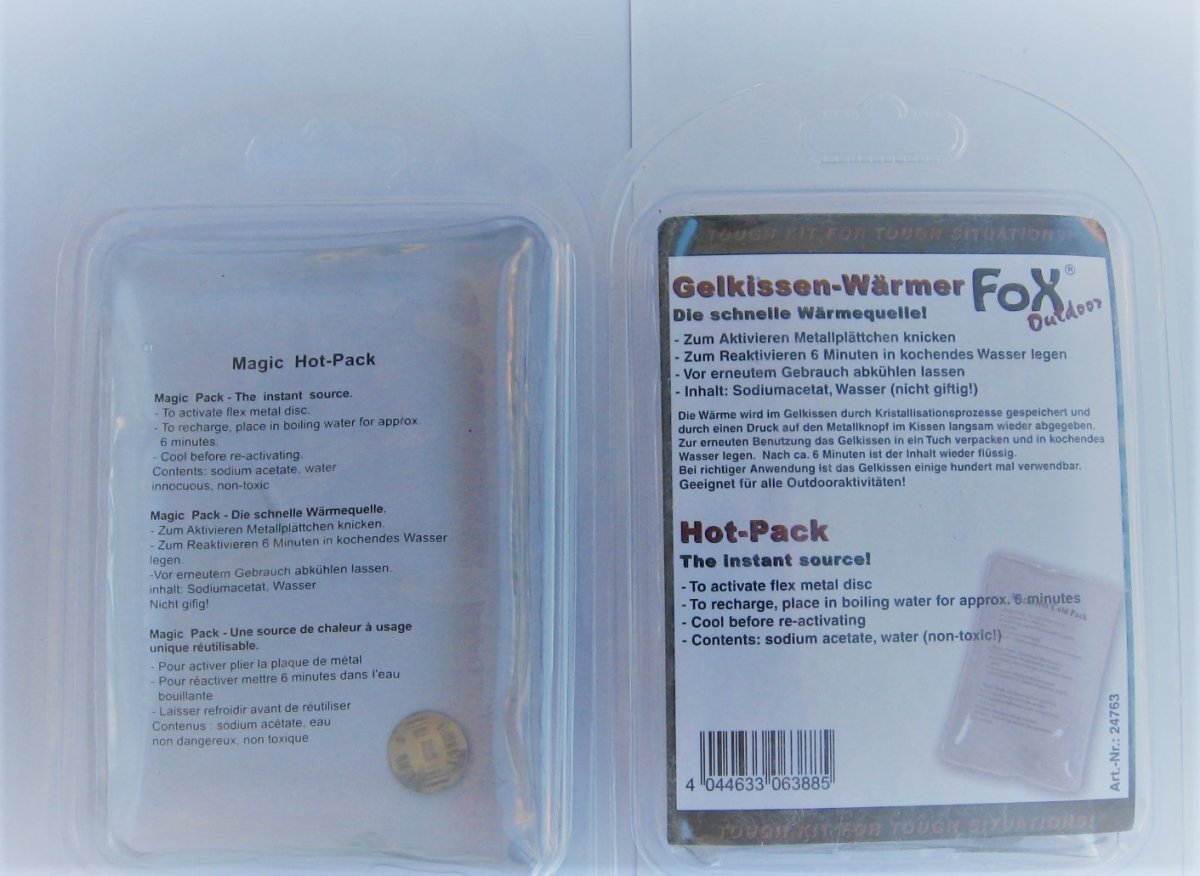 Magic Hot-Pack
Magic Pack - The instant source.
- To activate flex metal disc.
- To recharge, place in boiling water for approx.
6 minutes.
- Cool before re-activating.
Contents: sodium acetate, water
innocuous, non-toxic
Magic Pack - Die schnelle Wärmequelle.
- Zum Aktivieren Metallplättchen knicken.
- Zum Reaktivieren 6 Minuten in kochendes Wasser
legen.
-Vor erneutem Gebrauch abkühlen lassen.
inhalt: Sodiumacetat, Wasser
Nicht gifig!
Magic Pack - Une source de chaleur à usage
unique réutilisable.
- Pour activer plier la plaque de métal
- Pour réactiver mettre 6 minutes dans l'eau
bouillante
- Laisser refroidir avant de réutiliser
Contenus : sodium acétate, eau
non dangereux, non toxique
TOUGH KIT FOR TOUGH SITUATIONS!
Gelkissen-Wärmer
FoX®
Outdoor
Die schnelle Wärmequelle!
- Zum Aktivieren Metallplättchen knicken
- Zum Reaktivieren 6 Minuten in kochendes Wasser legen
- Vor erneutem Gebrauch abkühlen lassen
- Inhalt: Sodiumacetat, Wasser (nicht giftig!)
Die Wärme wird im Gelkissen durch Kristallisationsprozesse gespeichert und
durch einen Druck auf den Metallknopf im Kissen langsam wieder abgegeben.
Zur erneuten Benutzung das Gelkissen in ein Tuch verpacken und in kochendes
Wasser legen. Nach ca. 6 Minuten ist der Inhalt wieder flüssig.
Bei richtiger Anwendung ist das Gelkissen einige hundert mal verwendbar.
Geeignet für alle Outdooraktivitäten!
Hot-Pack
The instant source!
- To activate flex metal disc
- To recharge, place in boiling water for approx. 6 minutes
- Cool before re-activating
- Contents: sodium acetate, water (non-toxic!)
Art.-Nr.: 24763
4 044633 063885
TOUGH KIT FOR TOUGH SITUATIONS!